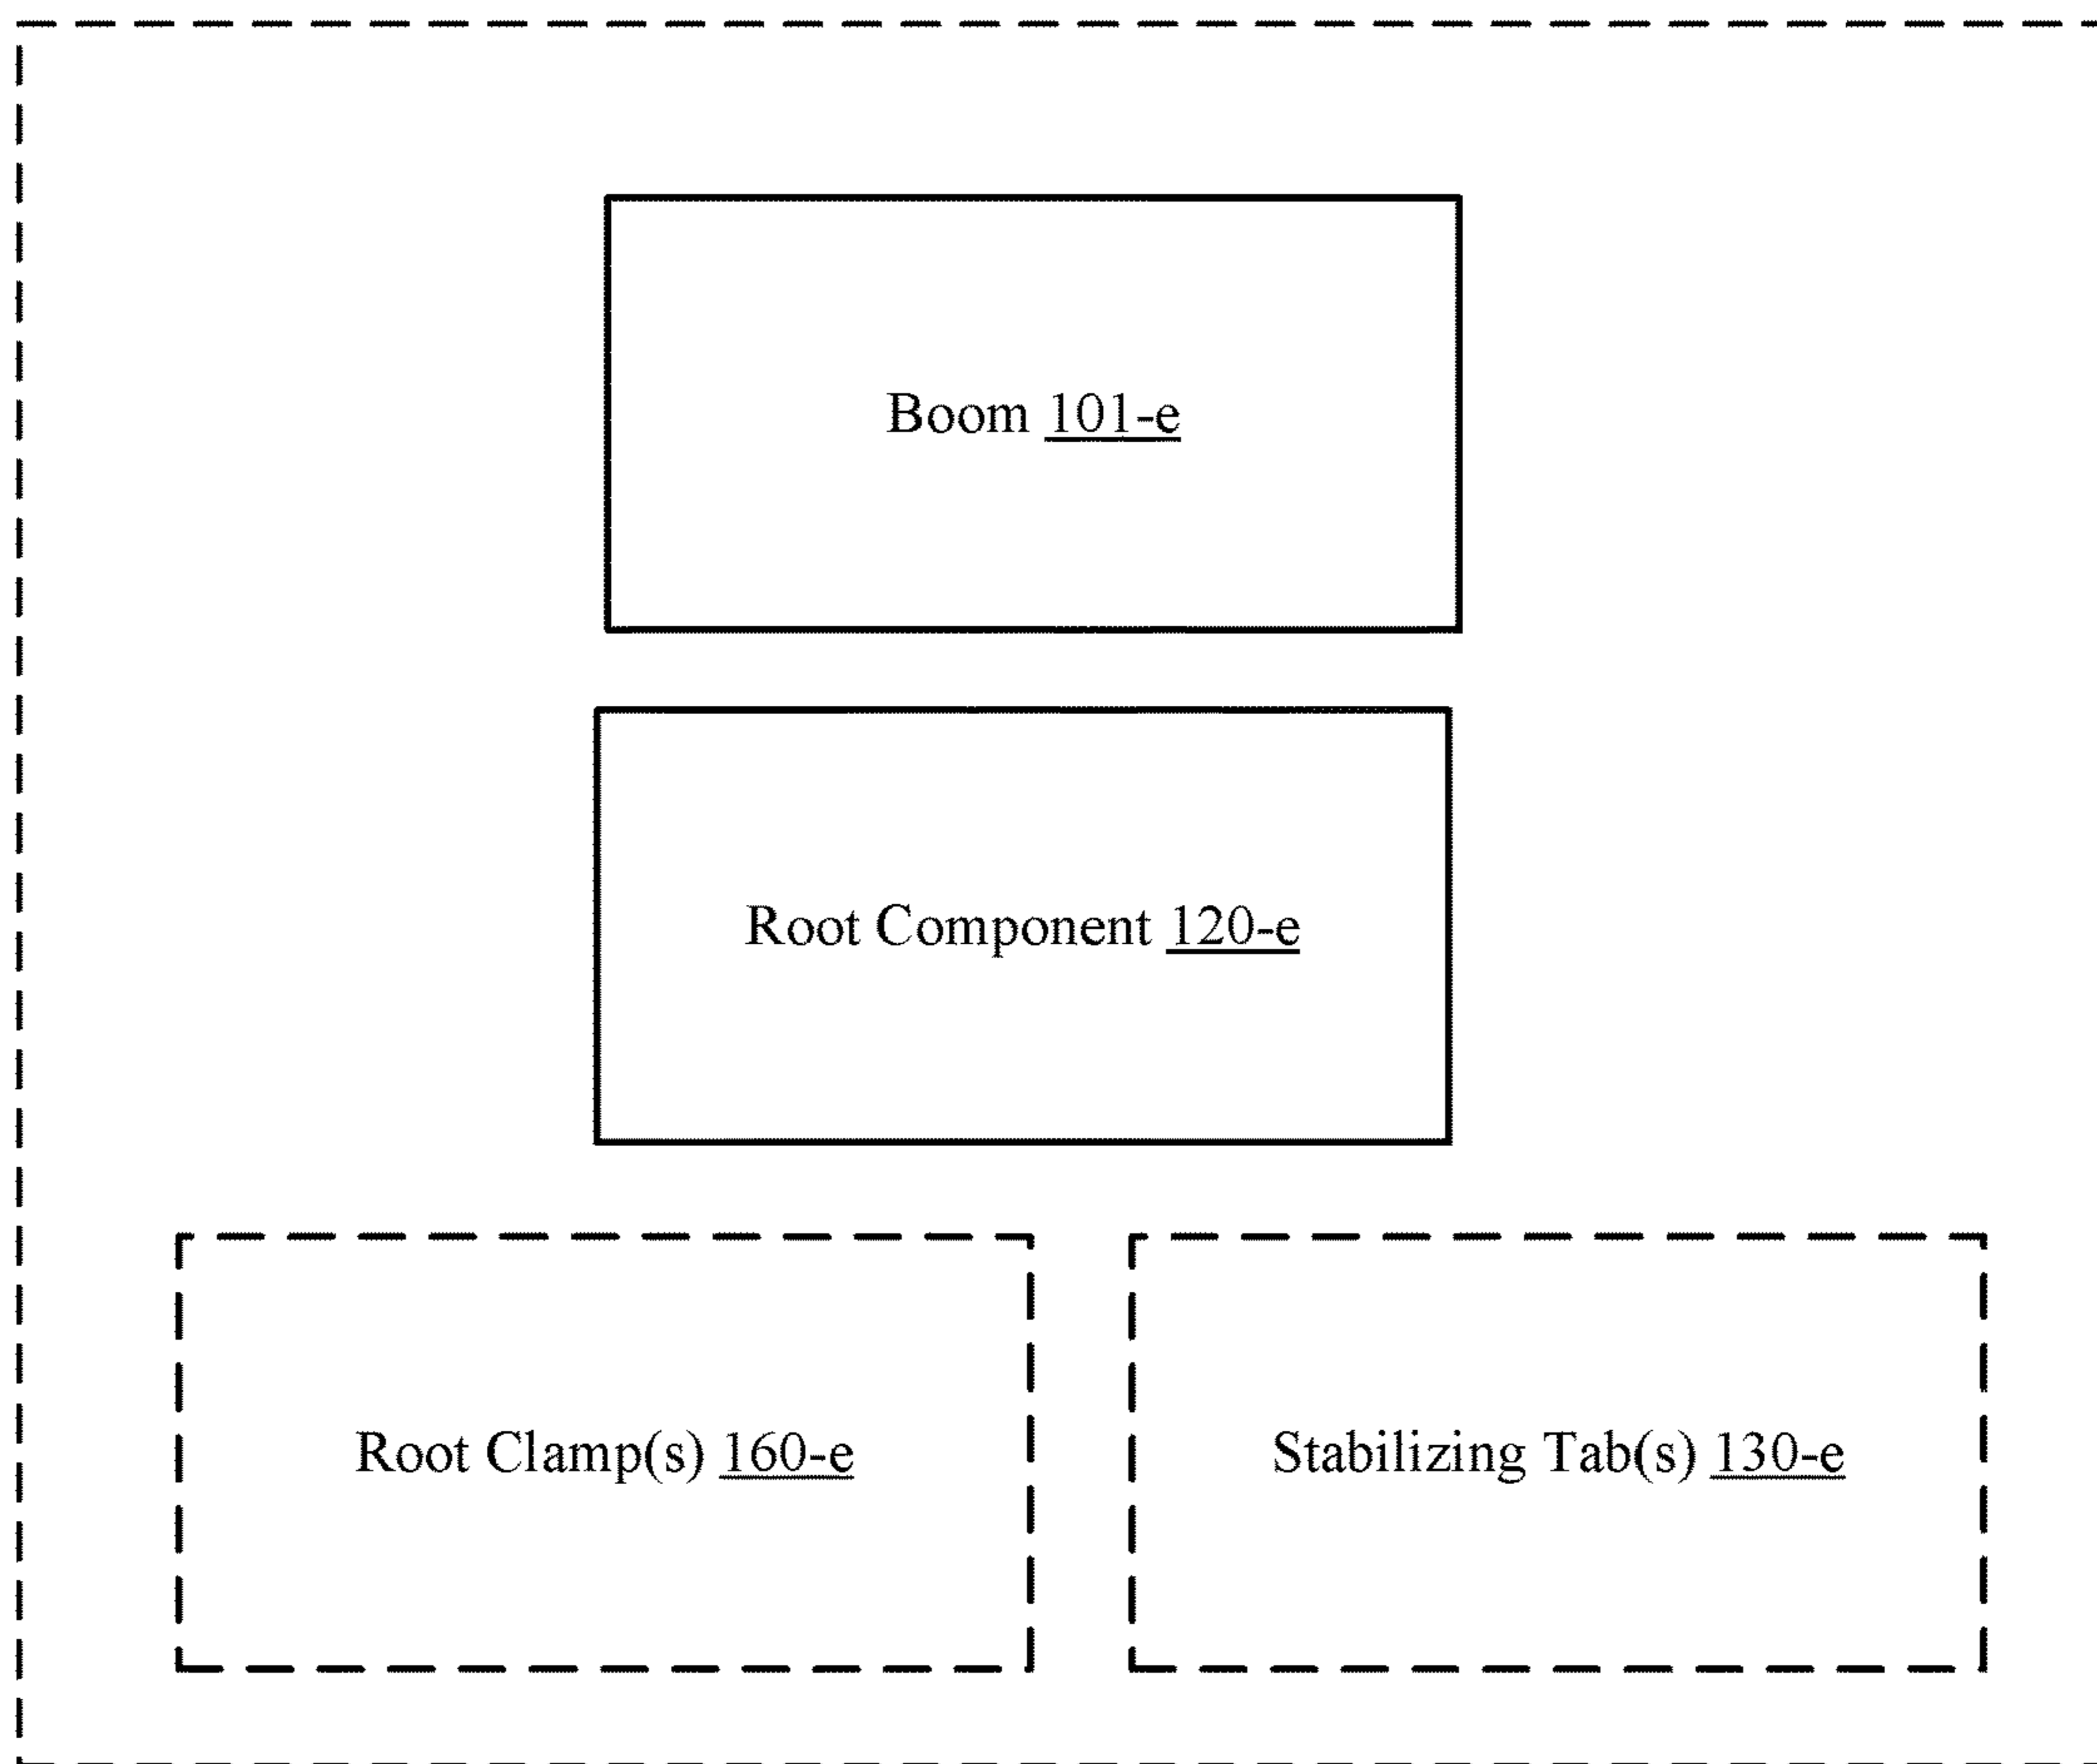 Boom 101-e
Root Component 120-e
Root Clamp(s) 160-e
Stabilizing Tab(s) 130-e